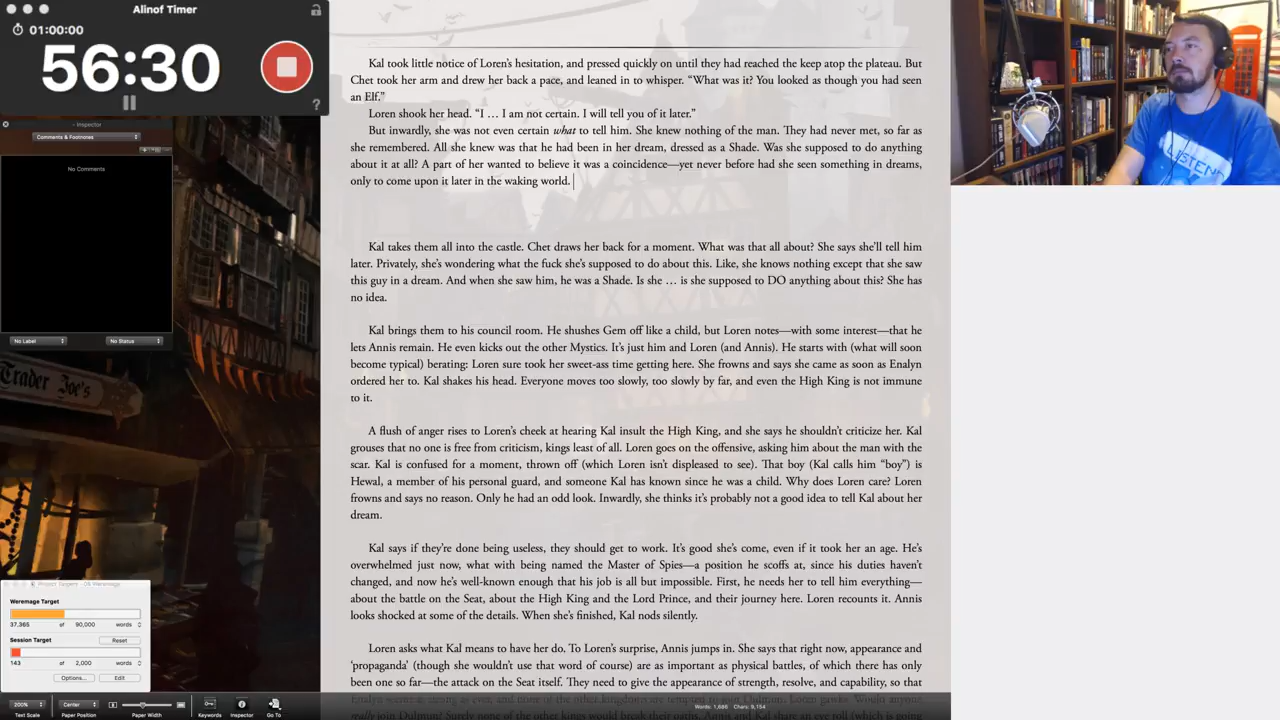 Alinof Timer
01:00:00
56:30
?
Inspector
Comments & Footnotes
No Comments
No Label
No Status
Trader Joe's
Weremage Target
37,365 of 90,000 words
Session Target
Reset
143 of 2,000 words
Options...
Edit
200%
Text Scale
Center
Paper Position
Paper Width
Keywords
Inspector
Go To
Kal took little notice of Loren's hesitation, and pressed quickly on until they had reached the keep atop the plateau. But
Chet took her arm and drew her back a pace, and leaned in to whisper. “What was it? You looked as though you had seen
an Elf.”
Loren shook her head. “I … I am not certain. I will tell you of it later.”
But inwardly, she was not even certain what to tell him. She knew nothing of the man. They had never met, so far as
she remembered. All she knew was that he had been in her dream, dressed as a Shade. Was she supposed to do anything
about it at all? A part of her wanted to believe it was a coincidence—yet never before had she seen something in dreams,
only to come upon it later in the waking world.
Kal takes them all into the castle. Chet draws her back for a moment. What was that all about? She says she'll tell him
later. Privately, she's wondering what the fuck she's supposed to do about this. Like, she knows nothing except that she saw
this guy in a dream. And when she saw him, he was a Shade. Is she … is she supposed to DO anything about this? She has
no idea.
Kal brings them to his council room. He shushes Gem off like a child, but Loren notes—with some interest—that he
lets Annis remain. He even kicks out the other Mystics. It's just him and Loren (and Annis). He starts with (what will soon
become typical) berating: Loren sure took her sweet-ass time getting here. She frowns and says she came as soon as Enalyn
ordered her to. Kal shakes his head. Everyone moves too slowly, too slowly by far, and even the High King is not immune
to it.
A flush of anger rises to Loren's cheek at hearing Kal insult the High King, and she says he shouldn't criticize her. Kal
grouses that no one is free from criticism, kings least of all. Loren goes on the offensive, asking him about the man with the
scar. Kal is confused for a moment, thrown off (which Loren isn't displeased to see). That boy (Kal calls him “boy”) is
Hewal, a member of his personal guard, and someone Kal has known since he was a child. Why does Loren care? Loren
frowns and says no reason. Only he had an odd look. Inwardly, she thinks it's probably not a good idea to tell Kal about her
dream.
Kal says if they're done being useless, they should get to work. It's good she's come, even if it took her an age. He's
overwhelmed just now, what with being named the Master of Spies—a position he scoffs at, since his duties haven't
changed, and now he's well-known enough that his job is all but impossible. First, he needs her to tell him everything—
about the battle on the Seat, about the High King and the Lord Prince, and their journey here. Loren recounts it. Annis
looks shocked at some of the details. When she's finished, Kal nods silently.
Loren asks what Kal means to have her do. To Loren's surprise, Annis jumps in. She says that right now, appearance and
‘propaganda’ (though she wouldn't use that word of course) are as important as physical battles, of which there has only
been one so far—the attack on the Seat itself. They need to give the appearance of strength, resolve, and capability, so that
Words: 1,686 Chars: 9,154
LISTEN